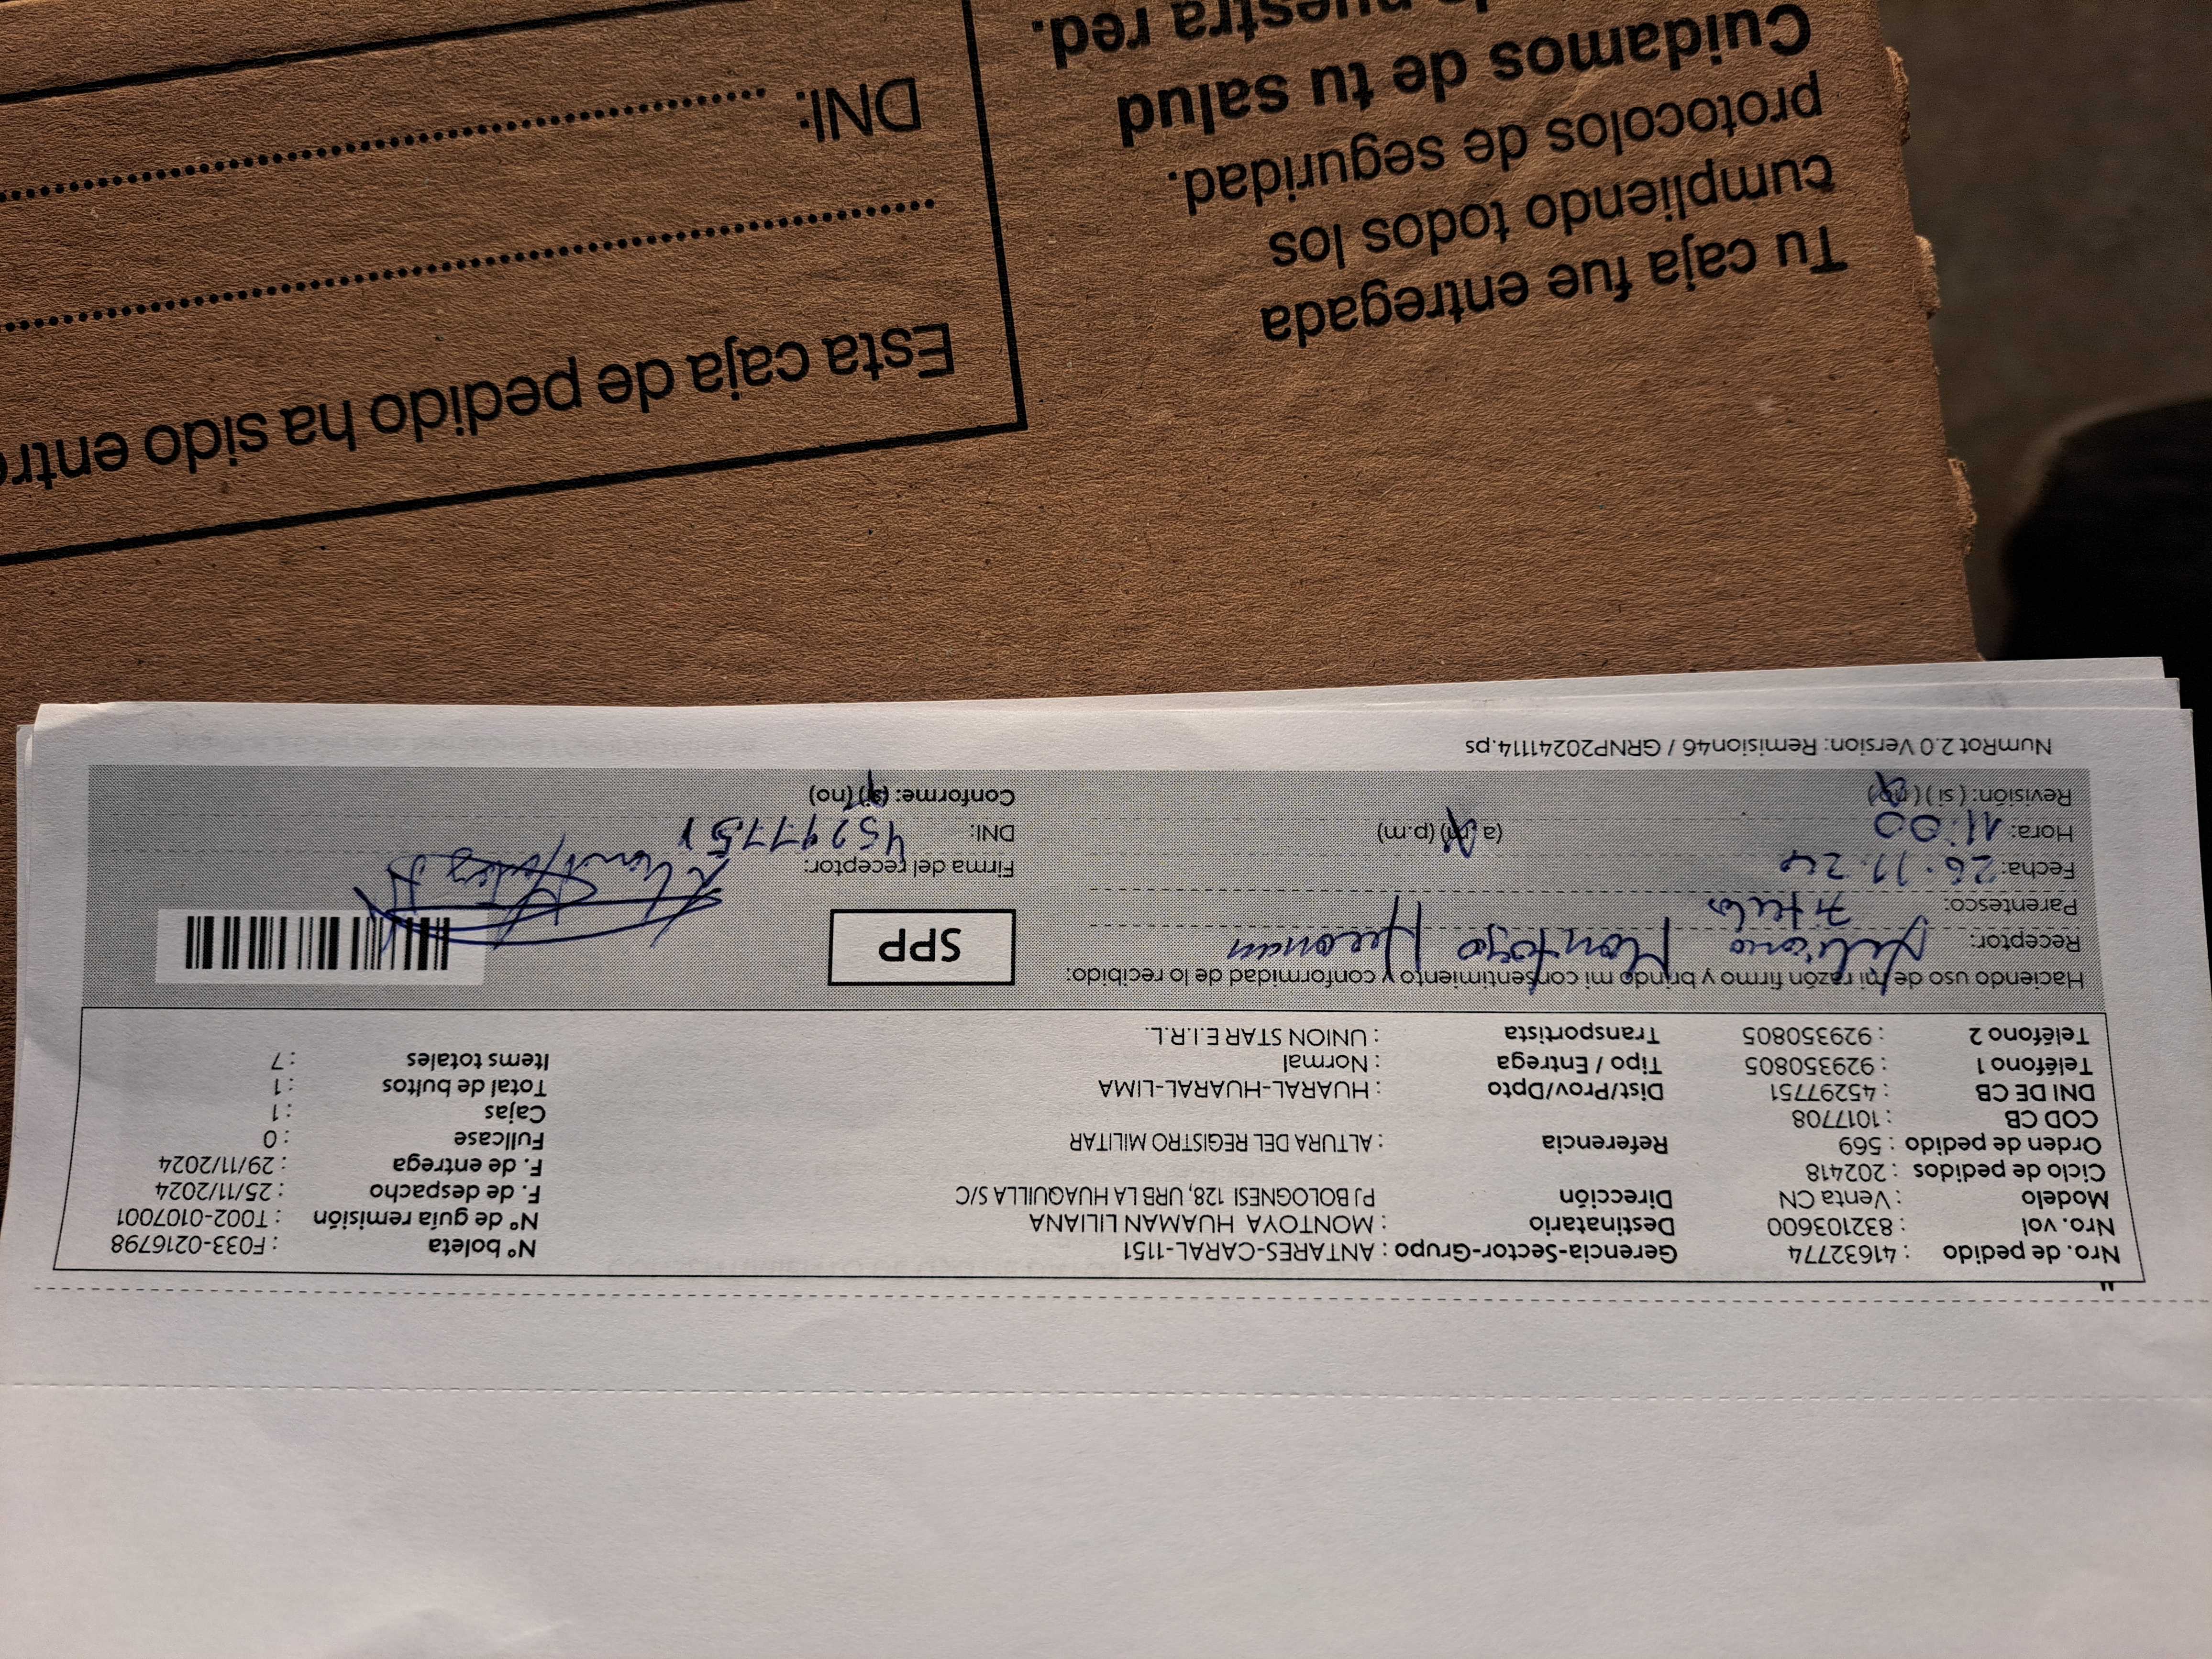 Nro. de pedido : 41632774 Gerencia-Sector-Grupo : ANTARES-CARAL-1151 N° boleta : F033-0216798
Nro. vol : 832103600 Destinatario : MONTOYA HUAMAN LILIANA N° de guía remisión : T002-0107001
Modelo : Venta CN Dirección PJ BOLOGNESI 128, URB LA HUAQUILLA S/C F. de despacho : 25/11/2024
Ciclo de pedidos : 202418 F. de entrega : 29/11/2024
Orden de pedido : 569 Referencia : ALTURA DEL REGISTRO MILITAR Fullcase : 0
COD CB : 1017708 Cajas : 1
DNI DE CB : 45297751 Dist/Prov/Dpto : HUARAL-HUARAL-LIMA Total de bultos : 1
Teléfono 1 : 929350805 Tipo / Entrega : Normal Items totales : 7
Teléfono 2 : 929350805 Transportista : UNION STAR E.I.R.L.
Haciendo uso de mi razón firmo y brindo mi consentimiento y conformidad de lo recibido:
Receptor: Liliana Montoya Huaman
SPP
Parentesco: Titular
Fecha: 26.11.24 Firma del receptor:
Hora: 11:00 (a.m) (p.m) DNI: 45297751
Revisión: (si) (no) Conforme: (si) (no)
NumRot 2.0 Version: Remision46 / GRNP20241114.ps
Tu caja fue entregada
cumpliendo todos los
protocolos de seguridad.
Cuidamos de tu salud
nuestra red.
Esta caja de pedido ha sido
DNI: